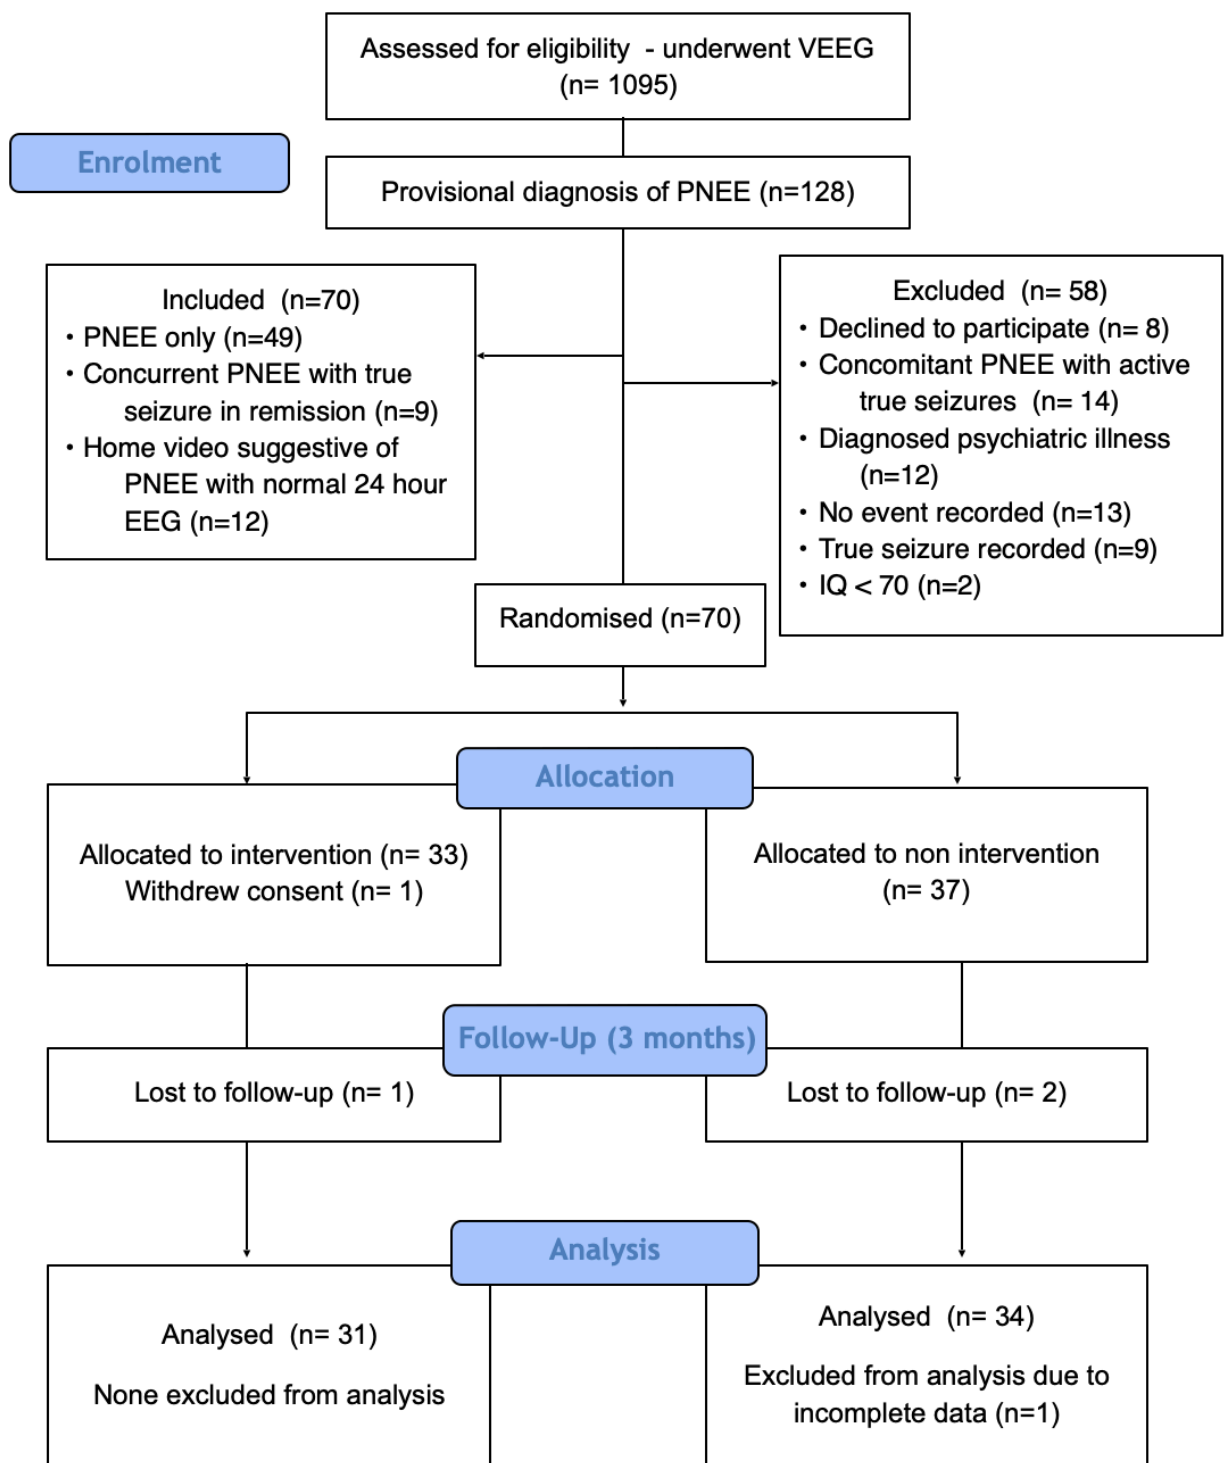 Assessed for eligibility - underwent VEEG
(n= 1095)
Enrolment
Provisional diagnosis of PNEE (n=128)
Included (n=70)
• PNEE only (n=49)
• Concurrent PNEE with true
seizure in remission (n=9)
• Home video suggestive of
PNEE with normal 24 hour
EEG (n=12)
Excluded (n= 58)
• Declined to participate (n= 8)
• Concomitant PNEE with active
true seizures (n= 14)
• Diagnosed psychiatric illness
(n=12)
• No event recorded (n=13)
• True seizure recorded (n=9)
• IQ < 70 (n=2)
Randomised (n=70)
Allocation
Allocated to intervention (n= 33)
Withdrew consent (n= 1)
Allocated to non intervention
(n= 37)
Follow-Up (3 months)
Lost to follow-up (n= 1)
Lost to follow-up (n= 2)
Analysis
Analysed (n= 31)
None excluded from analysis
Analysed (n= 34)
Excluded from analysis due to
incomplete data (n=1)